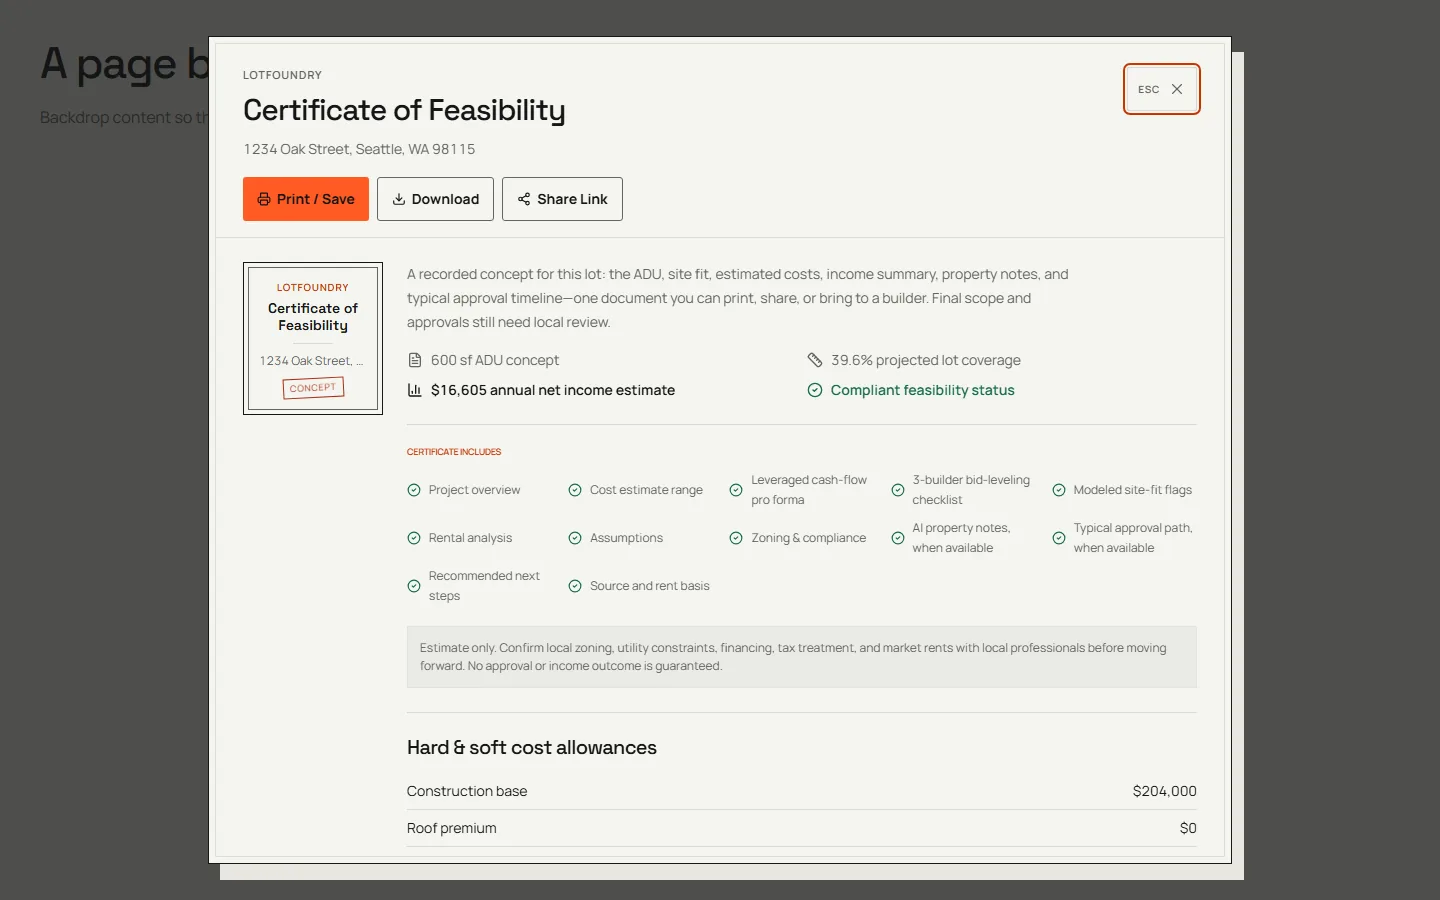 A page b
Backdrop content so th
LOTFOUNDRY
Certificate of Feasibility
1234 Oak Street, Seattle, WA 98115
ESC
Print / Save
Download
Share Link
LOTFOUNDRY
Certificate of
Feasibility
1234 Oak Street, ...
CONCEPT
A recorded concept for this lot: the ADU, site fit, estimated costs, income summary, property notes, and
typical approval timeline—one document you can print, share, or bring to a builder. Final scope and
approvals still need local review.
600 sf ADU concept
39.6% projected lot coverage
$16,605 annual net income estimate
Compliant feasibility status
CERTIFICATE INCLUDES
Project overview
Cost estimate range
Leveraged cash-flow
pro forma
3-builder bid-leveling
checklist
Modeled site-fit flags
Rental analysis
Assumptions
Zoning & compliance
AI property notes,
when available
Typical approval path,
when available
Recommended next
steps
Source and rent basis
Estimate only. Confirm local zoning, utility constraints, financing, tax treatment, and market rents with local professionals before moving
forward. No approval or income outcome is guaranteed.
Hard & soft cost allowances
Construction base
$204,000
Roof premium
$0